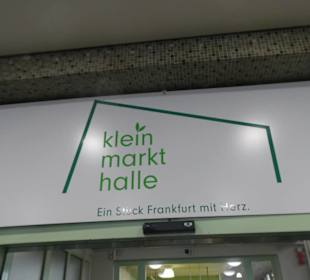 klein
markt
halle
Ein Stück Frankfurt mit Herz.